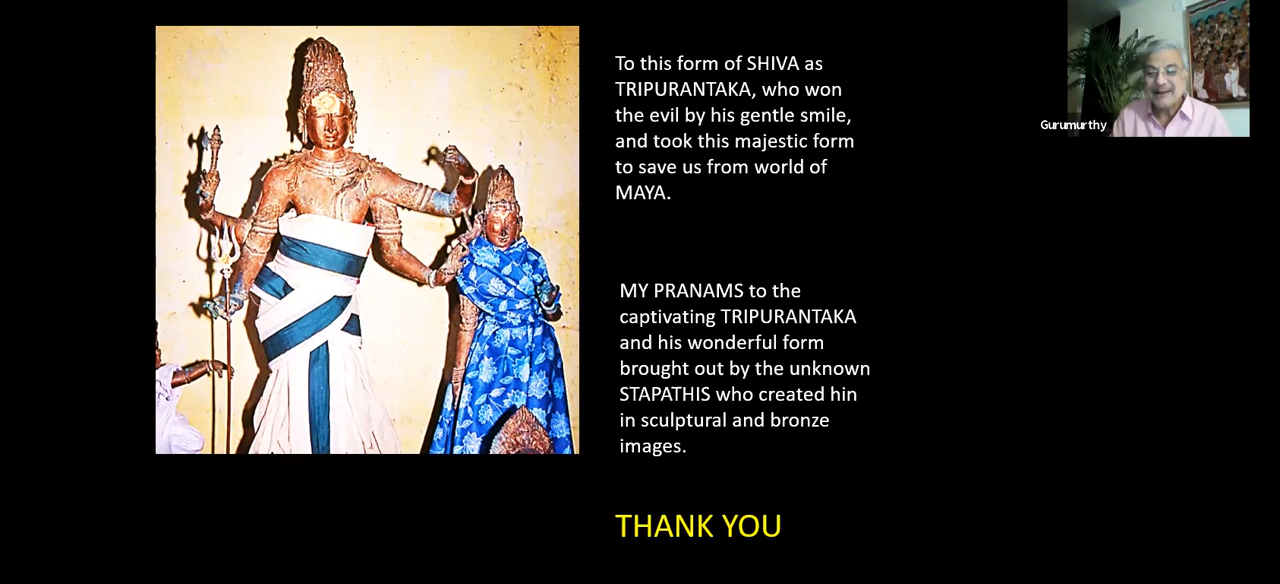 To this form of SHIVA as
TRIPURANTAKA, who won
the evil by his gentle smile,
and took this majestic form
to save us from world of
MAYA.
MY PRANAMS to the
captivating TRIPURANTAKA
and his wonderful form
brought out by the unknown
STAPATHIS who created hin
in sculptural and bronze
images.
THANK YOU
Gurumurthy